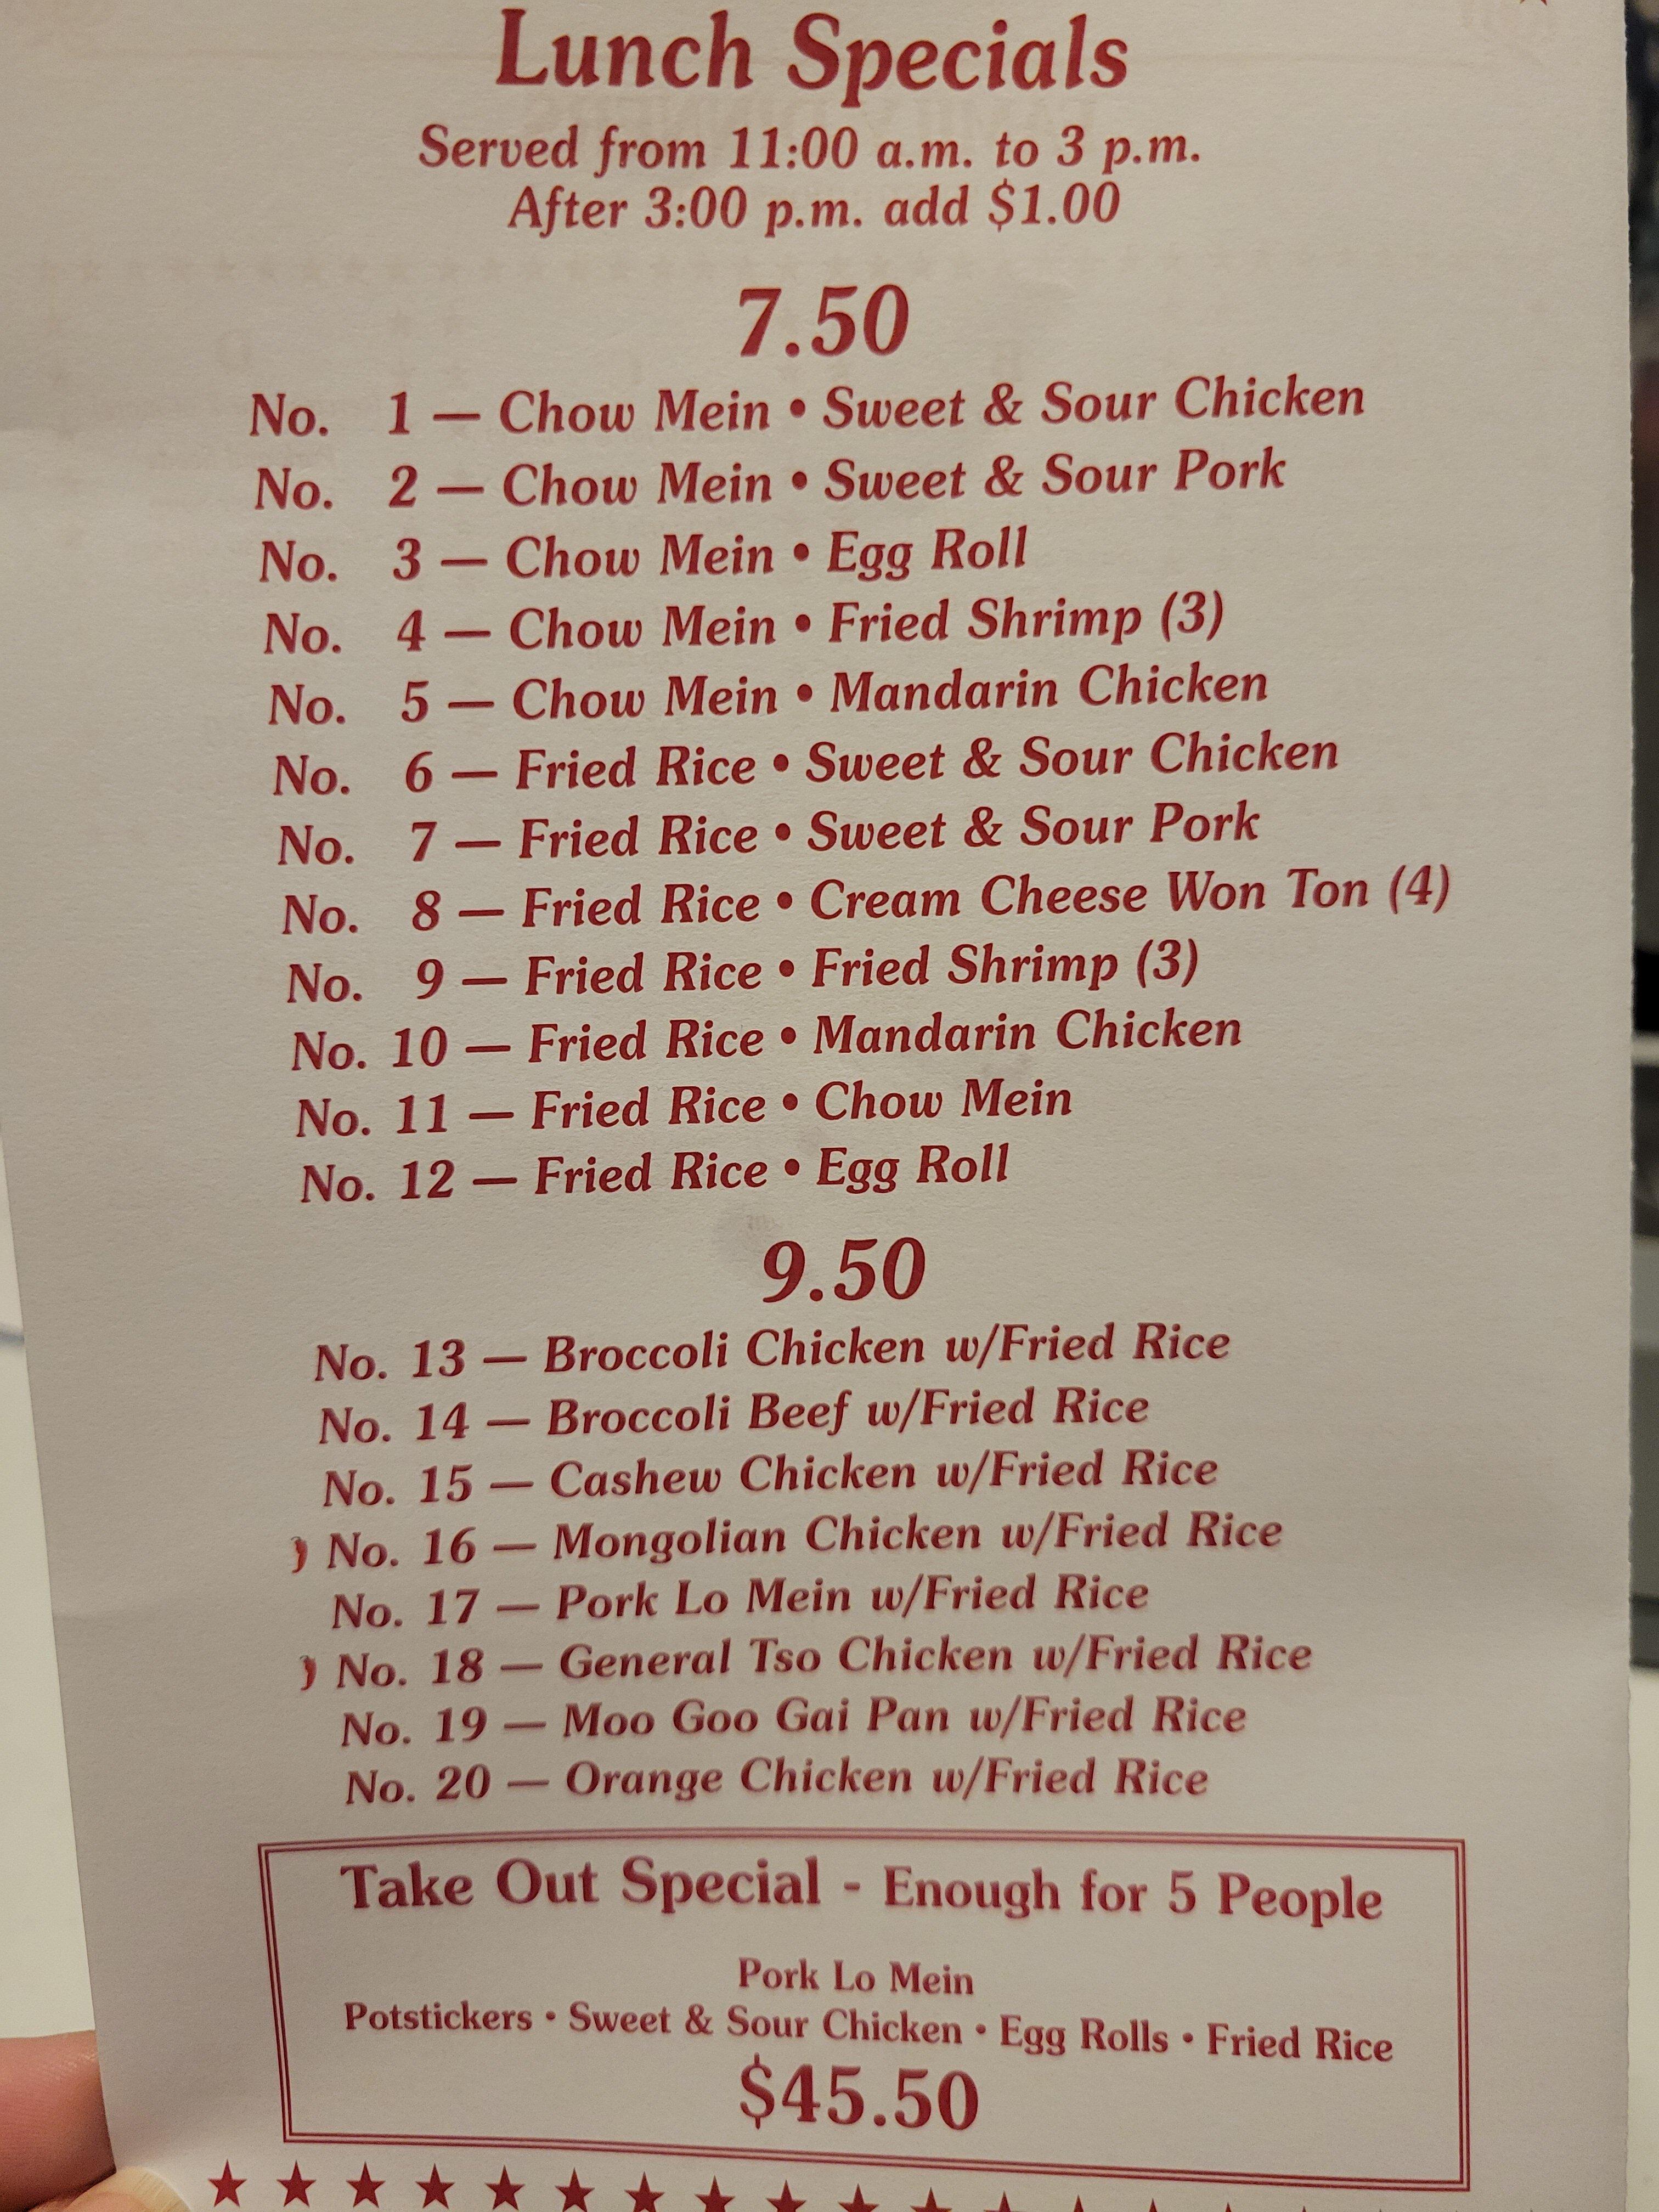 Lunch Specials
Served from 11:00 a.m. to 3 p.m.
After 3:00 p.m. add $1.00
7.50
No. 1 — Chow Mein • Sweet & Sour Chicken
No. 2 — Chow Mein • Sweet & Sour Pork
No. 3 — Chow Mein • Egg Roll
No. 4 — Chow Mein • Fried Shrimp (3)
No. 5 — Chow Mein • Mandarin Chicken
No. 6 — Fried Rice • Sweet & Sour Chicken
No. 7 — Fried Rice • Sweet & Sour Pork
No. 8 — Fried Rice • Cream Cheese Won Ton (4)
No. 9 — Fried Rice • Fried Shrimp (3)
No. 10 — Fried Rice • Mandarin Chicken
No. 11 — Fried Rice • Chow Mein
No. 12 — Fried Rice • Egg Roll
9.50
No. 13 — Broccoli Chicken w/Fried Rice
No. 14 — Broccoli Beef w/Fried Rice
No. 15 — Cashew Chicken w/Fried Rice
No. 16 — Mongolian Chicken w/Fried Rice
No. 17 — Pork Lo Mein w/Fried Rice
No. 18 — General Tso Chicken w/Fried Rice
No. 19 — Moo Goo Gai Pan w/Fried Rice
No. 20 — Orange Chicken w/Fried Rice
Take Out Special - Enough for 5 People
Pork Lo Mein
Potstickers • Sweet & Sour Chicken • Egg Rolls • Fried Rice
$45.50